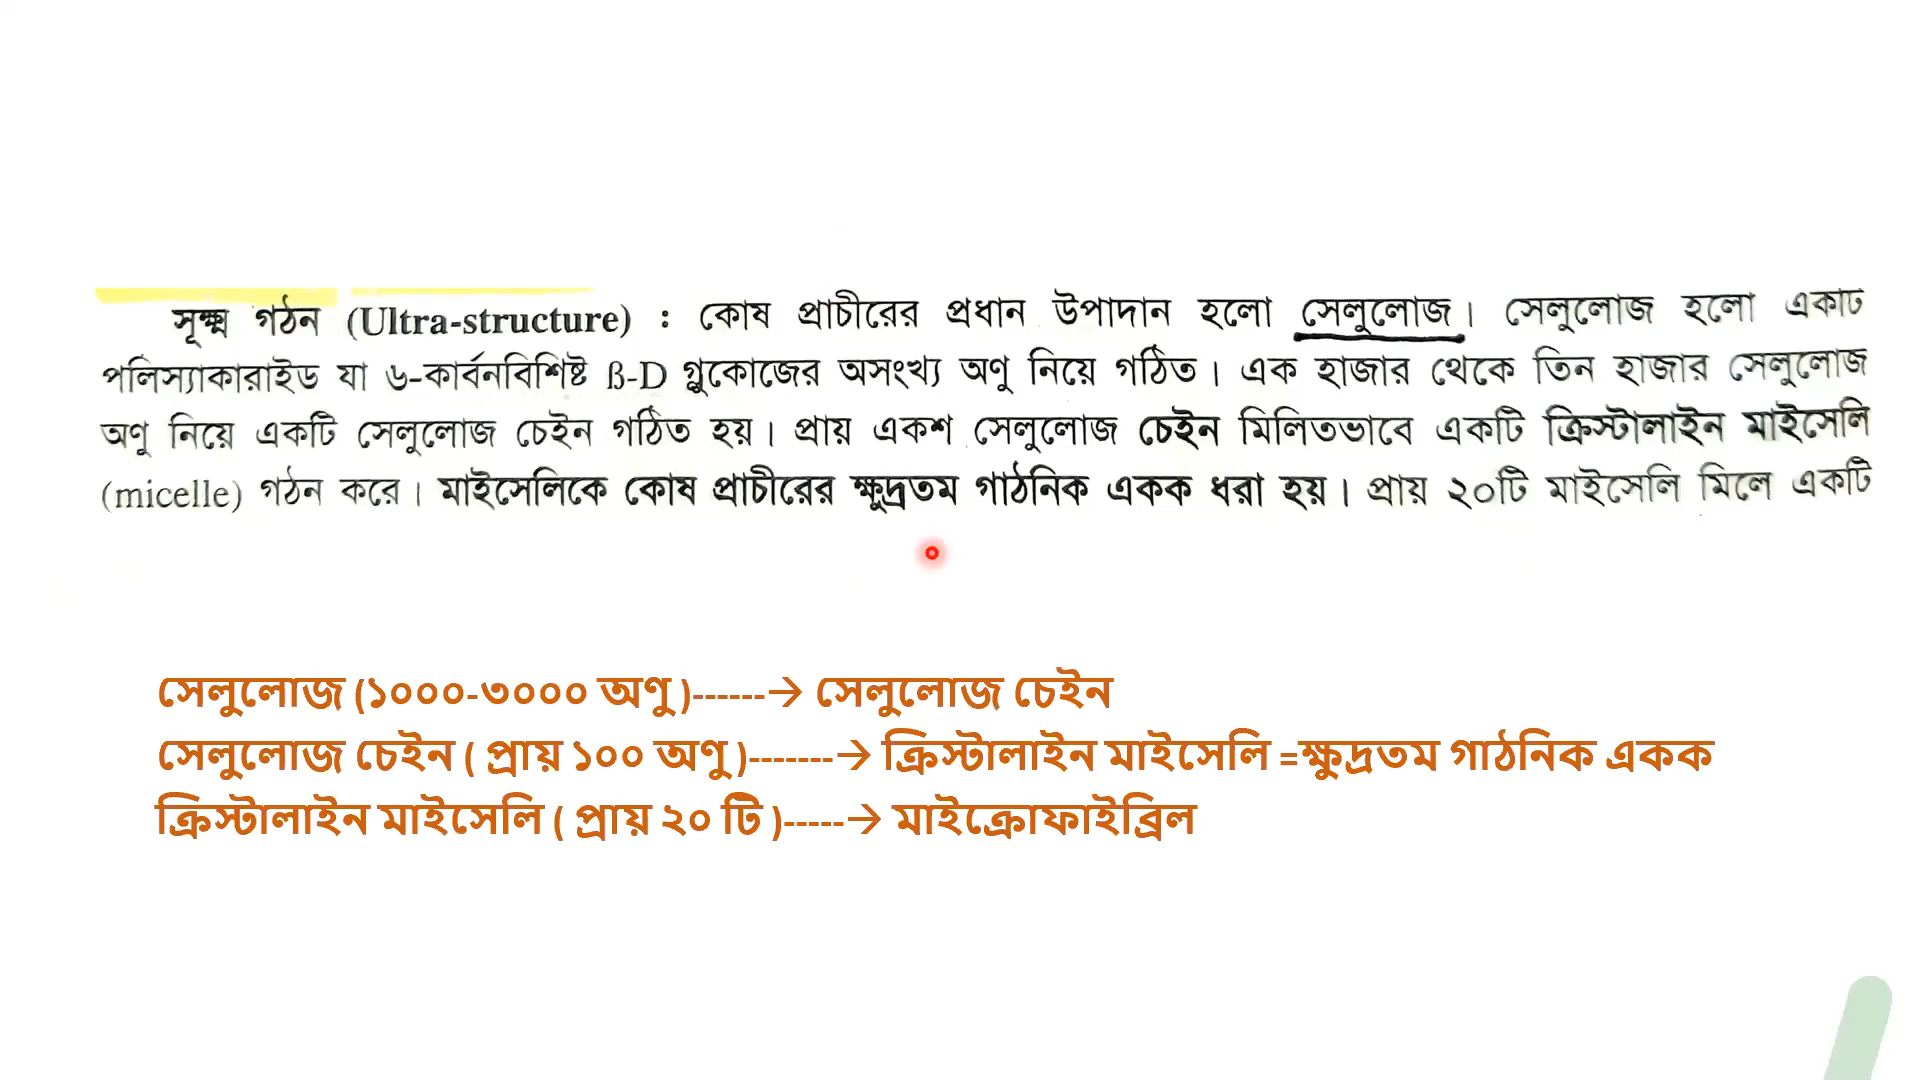 সূক্ষ্ম গঠন (Ultra-structure) : কোষ প্রাচীরের প্রধান উপাদান হলো সেলুলোজ। সেলুলোজ হলো একটি
পলিস্যাকারাইড যা ৬-কার্বনবিশিষ্ট ß-D গ্লুকোজের অসংখ্য অণু নিয়ে গঠিত। এক হাজার থেকে তিন হাজার সেলুলোজ
অণু নিয়ে একটি সেলুলোজ চেইন গঠিত হয়। প্রায় একশ সেলুলোজ চেইন মিলিতভাবে একটি ক্রিস্টালাইন মাইসেলি
(micelle) গঠন করে। মাইসেলিকে কোষ প্রাচীরের ক্ষুদ্রতম গাঠনিক একক ধরা হয়। প্রায় ২০টি মাইসেলি মিলে একটি
সেলুলোজ (১০০০-৩০০০ অণু )------→ সেলুলোজ চেইন
সেলুলোজ চেইন ( প্রায় ১০০ অণু )-------→ ক্রিস্টালাইন মাইসেলি =ক্ষুদ্রতম গাঠনিক একক
ক্রিস্টালাইন মাইসেলি ( প্রায় ২০ টি )-----→ মাইক্রোফাইব্রিল